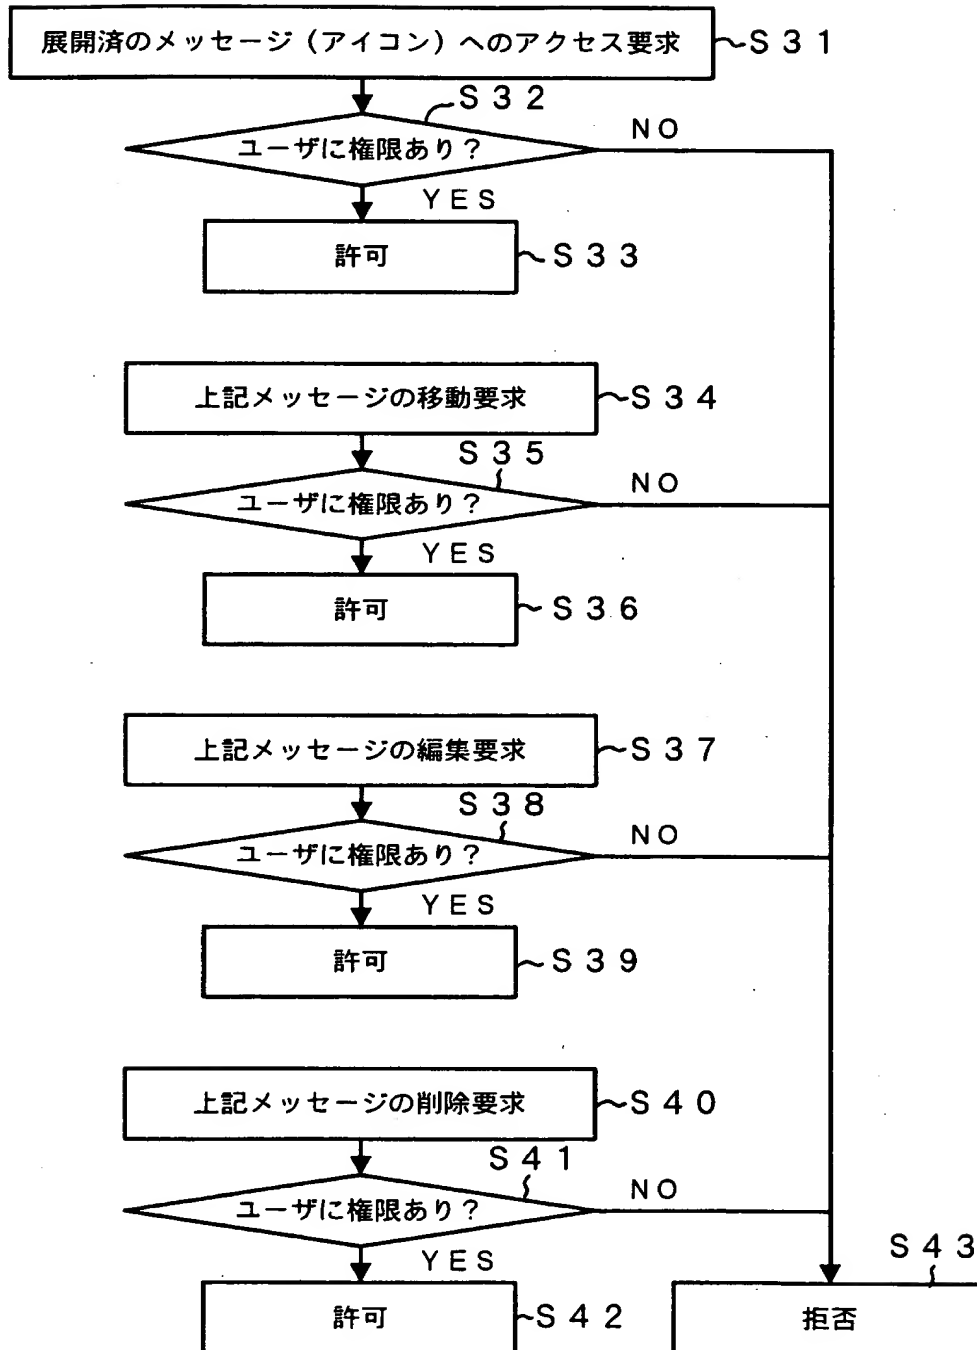 展開済のメッセージ（アイコン）へのアクセス要求 S31
S32
ユーザに権限あり？ NO
YES
許可 S33
上記メッセージの移動要求 S34
S35
ユーザに権限あり？ NO
YES
許可 S36
上記メッセージの編集要求 S37
S38
ユーザに権限あり？ NO
YES
許可 S39
上記メッセージの削除要求 S40
S41
ユーザに権限あり？ NO
YES
S43
許可 S42
拒否